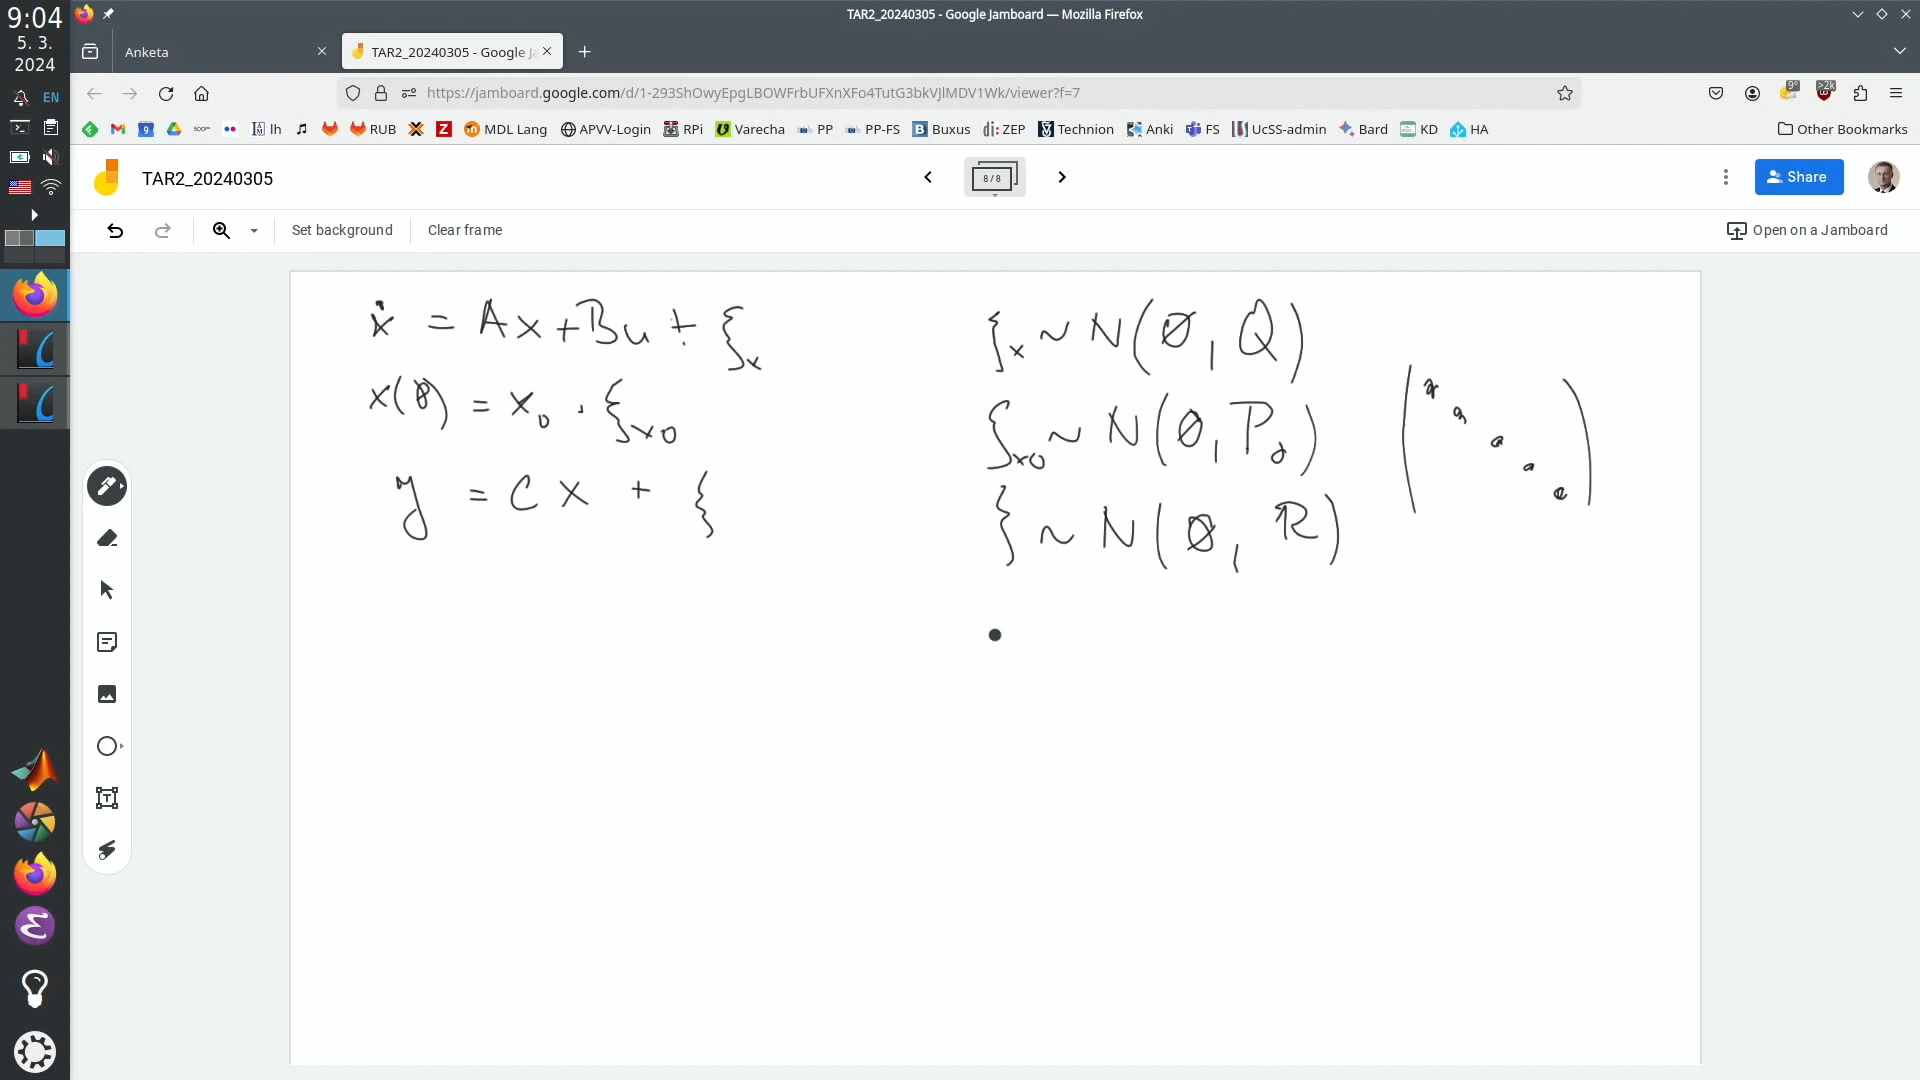 9:04
5. 3.
2024
EN
TAR2_20240305 - Google Jamboard — Mozilla Firefox
Anketa
TAR2_20240305 - Google Ja
https://jamboard.google.com/d/1-293ShOwyEpgLBOWFrbUFXnXFo4TutG3bkVJlMDV1Wk/viewer?f=7
9°
>2k
lh RUB MDL Lang APVV-Login RPi Varecha PP PP-FS Buxus ZEP Technion Anki FS UcSS-admin Bard KD HA Other Bookmarks
TAR2_20240305
8 / 8
Share
Set background Clear frame Open on a Jamboard
ẋ = Ax + Bu + ξx
ξx ~ N(0, Q)
x(0) = x0 + ξx0
ξx0 ~ N(0, P0)
y = Cx + ξ
ξ ~ N(0, R)